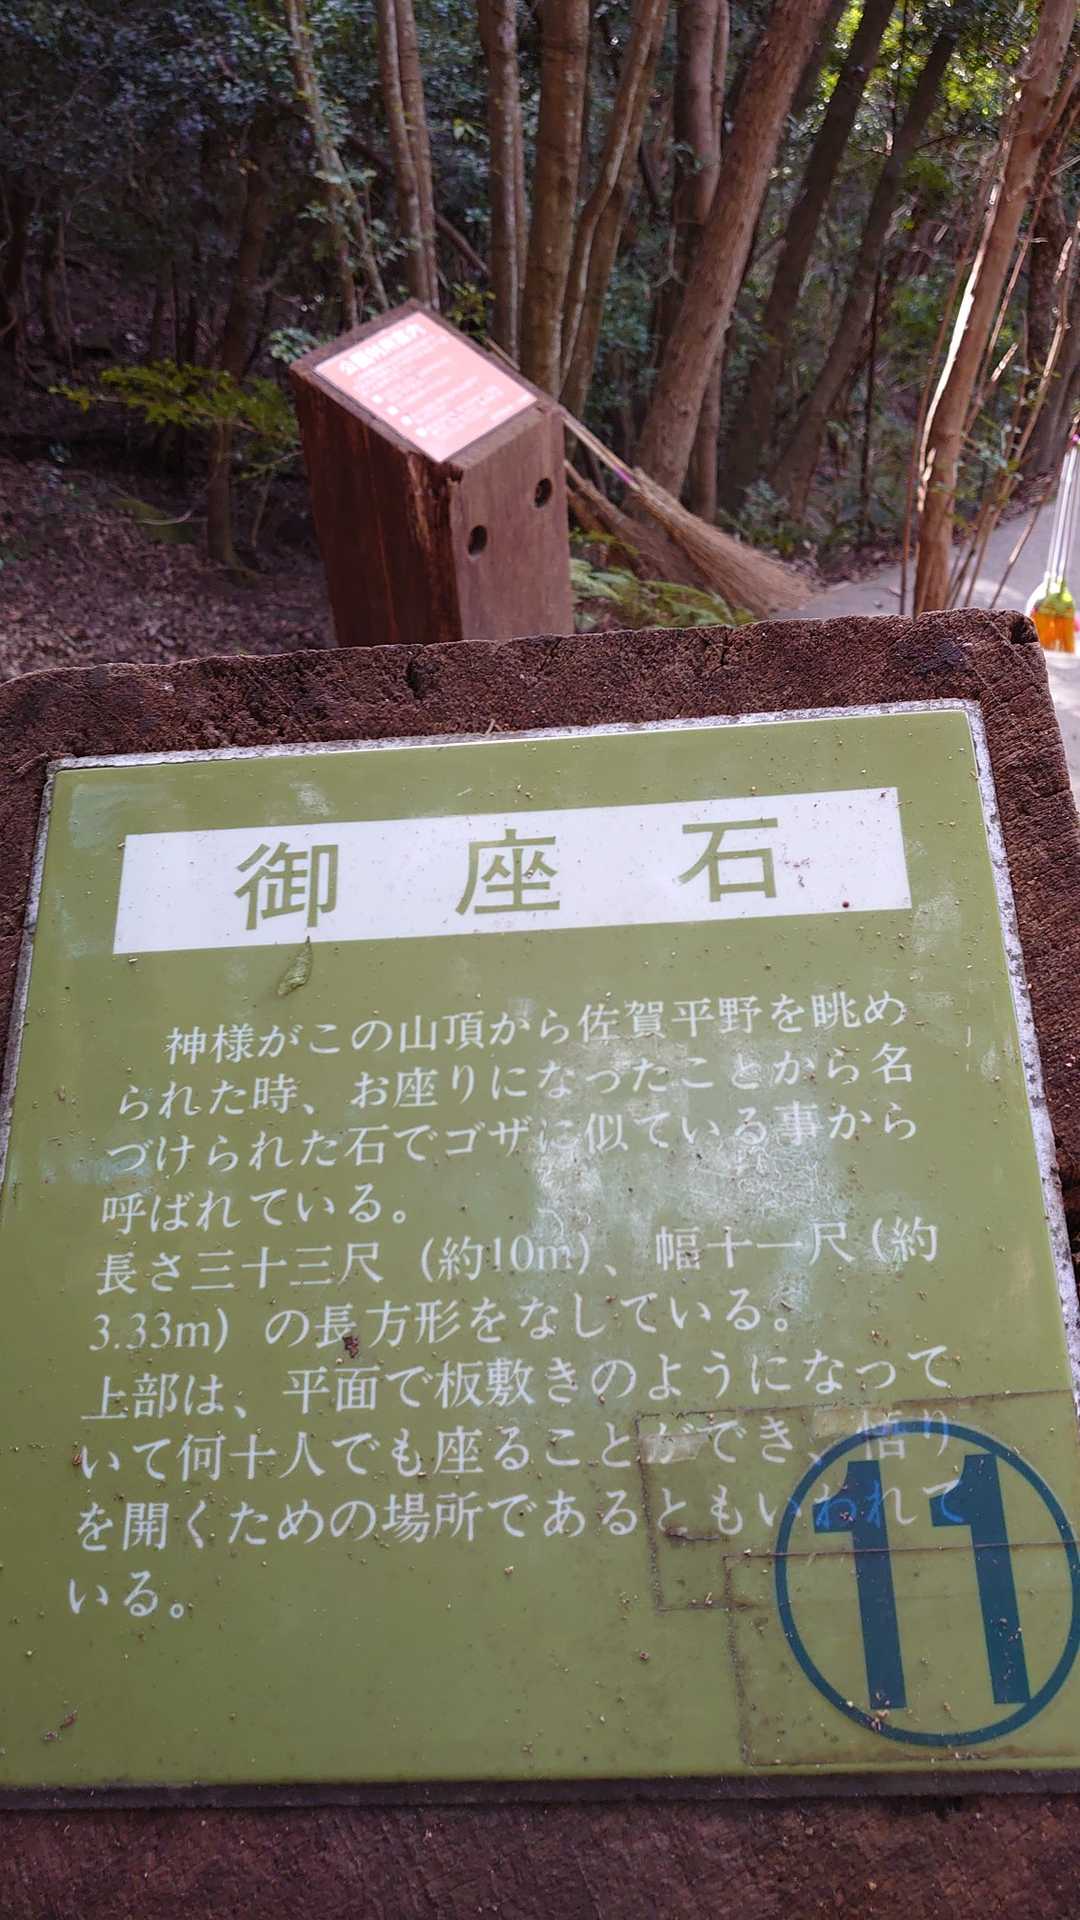 公園利用案内
御座石
神様がこの山頂から佐賀平野を眺め
られた時、お座りになったことから名
づけられた石でゴザに似ている事から
呼ばれている。
長さ三十三尺（約10m）、幅十一尺（約
3.33m）の長方形をなしている。
上部は、平面で板敷きのようになって
いて何十人でも座ることができ、悟り
を開くための場所であるともいわれて
いる。
11